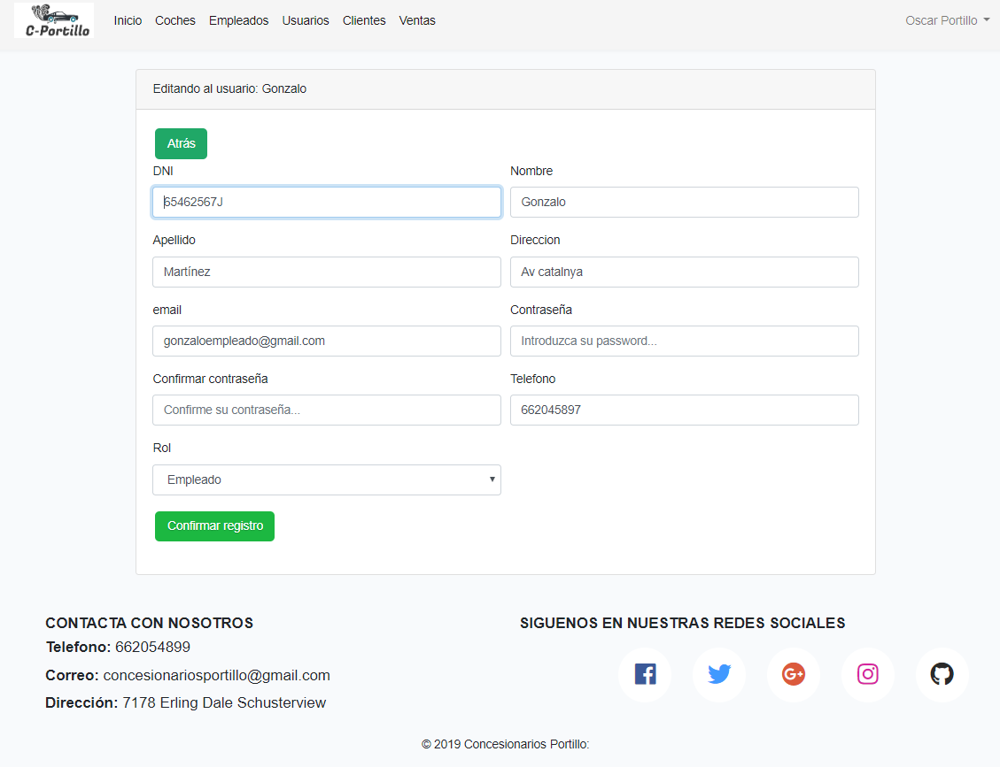 C-Portillo Inicio Coches Empleados Usuarios Clientes Ventas Oscar Portillo
Editando al usuario: Gonzalo
Atrás
DNI Nombre
65462567J Gonzalo
Apellido Direccion
Martínez Av catalnya
email Contraseña
gonzaloempleado@gmail.com Introduzca su password...
Confirmar contraseña Telefono
Confirme su contraseña... 662045897
Rol
Empleado
Confirmar registro
CONTACTA CON NOSOTROS SIGUENOS EN NUESTRAS REDES SOCIALES
Telefono: 662054899
Correo: concesionariosportillo@gmail.com
Dirección: 7178 Erling Dale Schusterview
© 2019 Concesionarios Portillo: